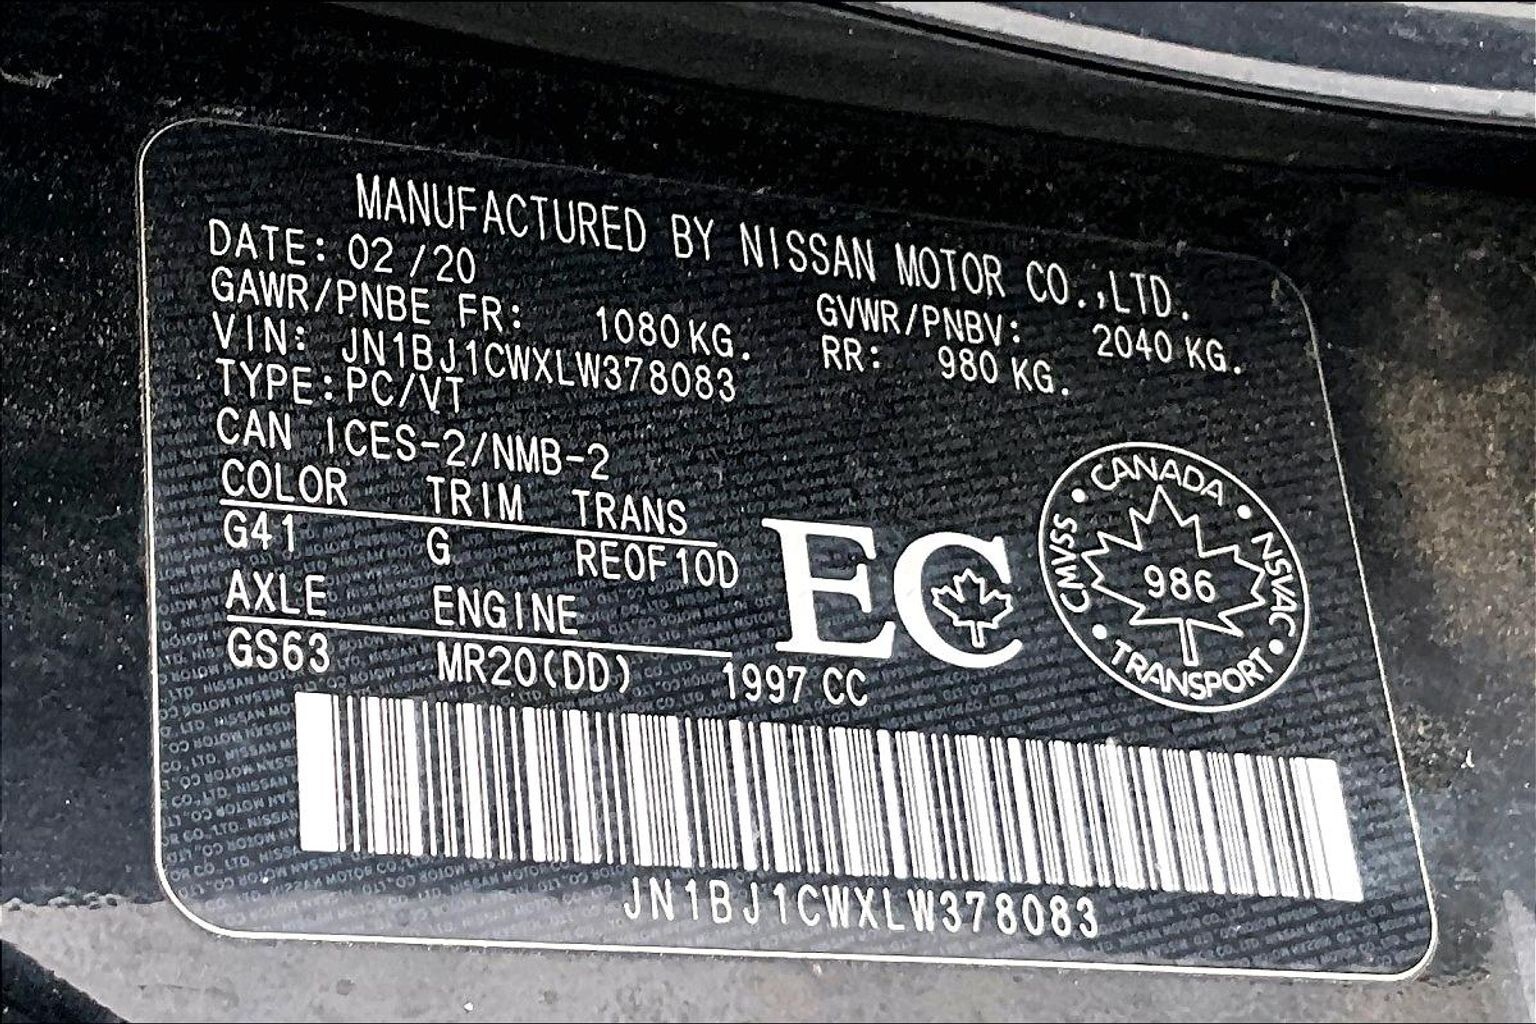 MANUFACTURED BY NISSAN MOTOR CO.,LTD.
DATE: 02/20 GVWR/PNBV: 2040 KG.
GAWR/PNBE FR: 1080 KG. RR: 980 KG.
VIN: JN1BJ1CWXLW378083
TYPE: PC/VT
CAN ICES-2/NMB-2
COLOR TRIM TRANS
G41 G RE0F10D
AXLE ENGINE
GS63 MR20(DD) 1997 CC
EC
CANADA
CMVSS 986 NSVAC
TRANSPORT
JN1BJ1CWXLW378083